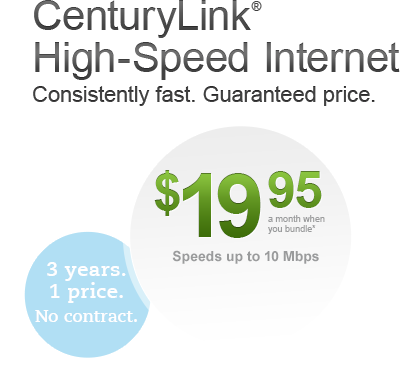 CenturyLink®
High-Speed Internet
Consistently fast. Guaranteed price.
$19 95
a month when
you bundle*
Speeds up to 10 Mbps
3 years.
1 price.
No contract.